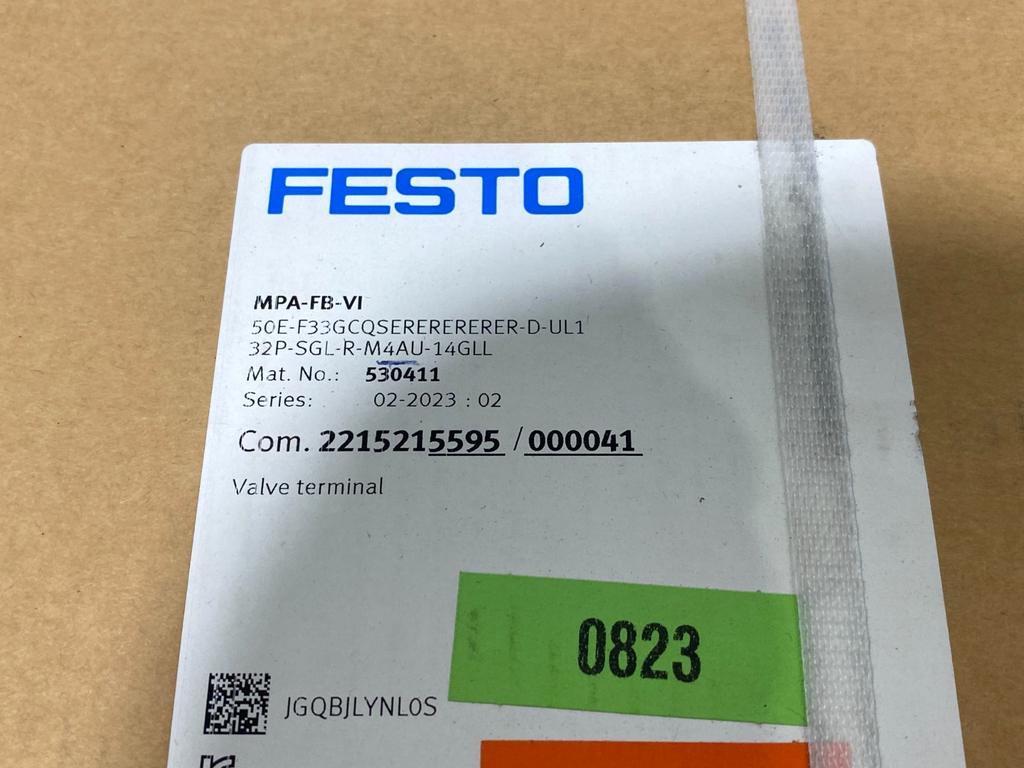 FESTO
MPA-FB-VI
50E-F33GCQSERERERERER-D-UL1
32P-SGL-R-M4AU-14GLL
Mat. No.: 530411
Series: 02-2023 : 02
Com. 2215215595 /000041
Valve terminal
0823
JGQBJLYNL0S